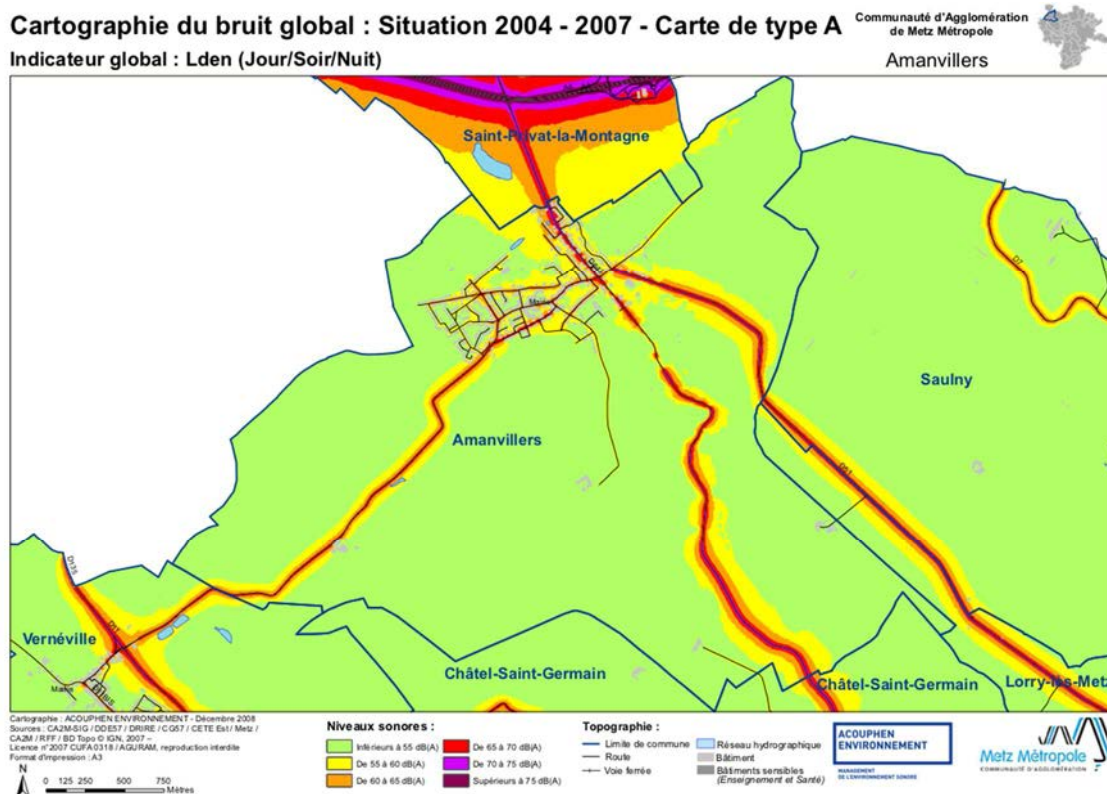 Cartographie du bruit global : Situation 2004 - 2007 - Carte de type A
Communauté d'Agglomération
de Metz Métropole
Indicateur global : Lden (Jour/Soir/Nuit)
Amanvillers
Saint-Privat-la-Montagne
Saulny
Amanvillers
Vernéville
Châtel-Saint-Germain
Châtel-Saint-Germain
Lorry-lès-Metz
Cartographie : ACOUPHEN ENVIRONNEMENT - Décembre 2008
Sources : CA2M-SIG / DDE57 / DRIRE / CG57 / CETE Est / Metz /
CA2M / RFF / BD Topo © IGN, 2007 –
Licence n°2007 CUFA 0318 / AGURAM, reproduction interdite
Format d'impression : A3
N
0 125 250 500 750
Mètres
Niveaux sonores :
Inférieurs à 55 dB(A)
De 55 à 60 dB(A)
De 60 à 65 dB(A)
De 65 à 70 dB(A)
De 70 à 75 dB(A)
Supérieurs à 75 dB(A)
Topographie :
Limite de commune
Route
Voie ferrée
Réseau hydrographique
Bâtiment
Bâtiments sensibles
(Enseignement et Santé)
ACOUPHEN
ENVIRONNEMENT
MANAGEMENT
DE L'ENVIRONNEMENT SONORE
Metz Métropole
COMMUNAUTÉ D'AGGLOMÉRATION